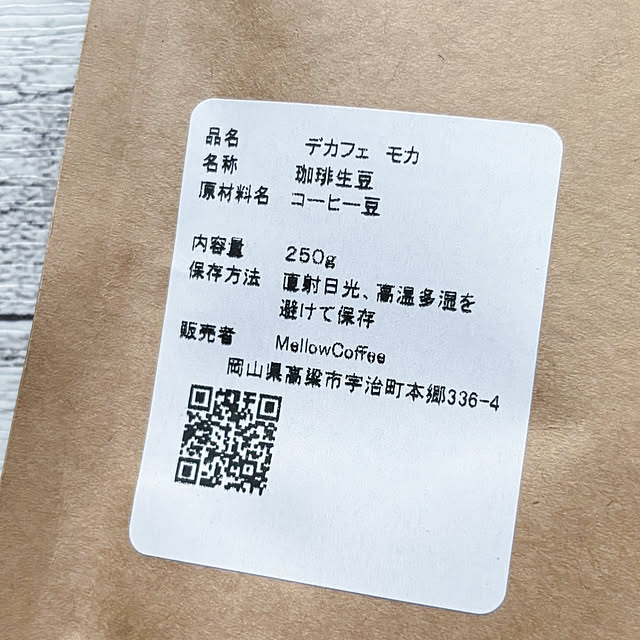 品名 デカフェ モカ
名称 珈琲生豆
原材料名 コーヒー豆
内容量 250g
保存方法 直射日光、高温多湿を
避けて保存
販売者 MellowCoffee
岡山県高梁市宇治町本郷336-4